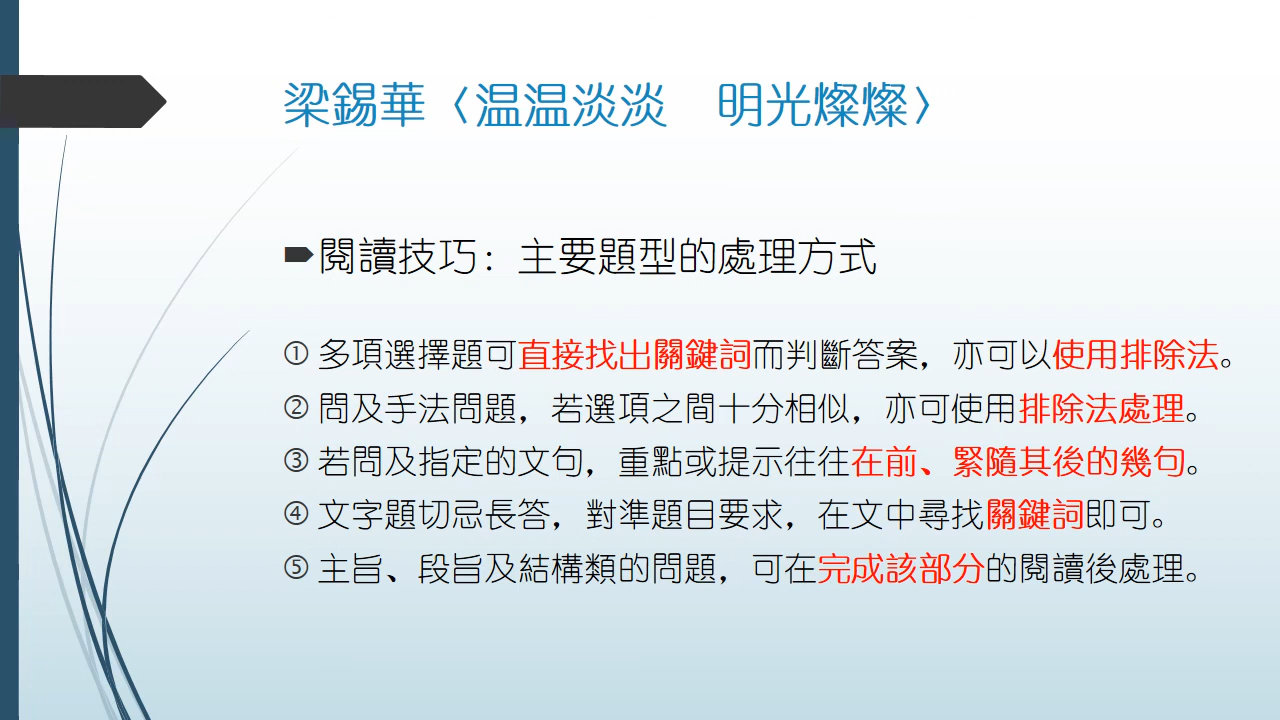 梁錫華〈温温淡淡　明光燦燦〉
閱讀技巧：主要題型的處理方式
① 多項選擇題可直接找出關鍵詞而判斷答案，亦可以使用排除法。
② 問及手法問題，若選項之間十分相似，亦可使用排除法處理。
③ 若問及指定的文句，重點或提示往往在前、緊隨其後的幾句。
④ 文字題切忌長答，對準題目要求，在文中尋找關鍵詞即可。
⑤ 主旨、段旨及結構類的問題，可在完成該部分的閱讀後處理。